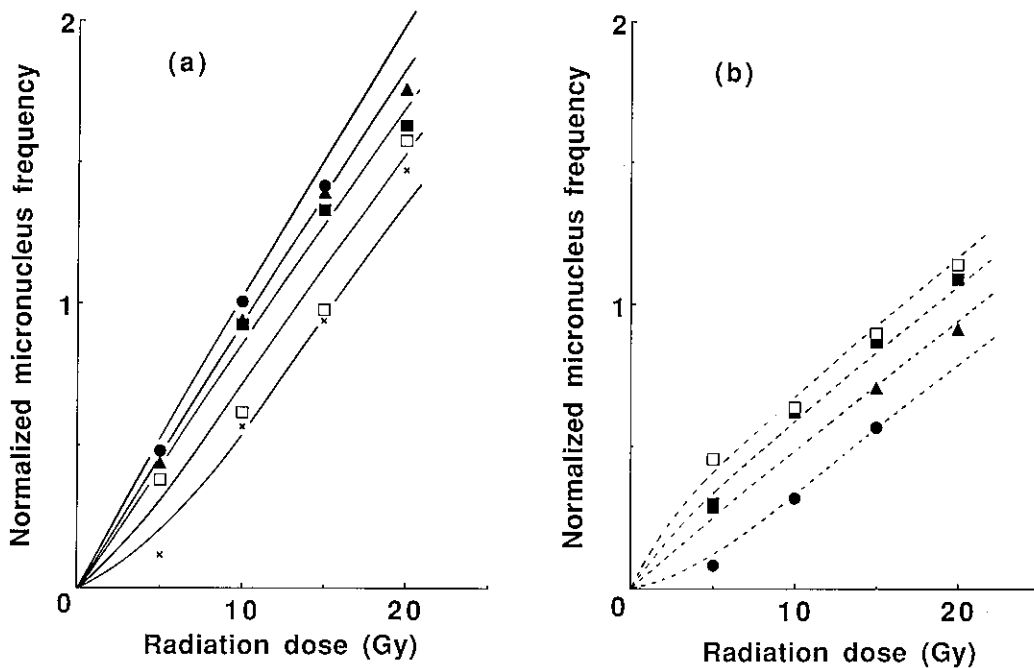 2
(a)
1
0
10
20
Normalized micronucleus frequency
Radiation dose (Gy)
2
(b)
1
0
10
20
Normalized micronucleus frequency
Radiation dose (Gy)